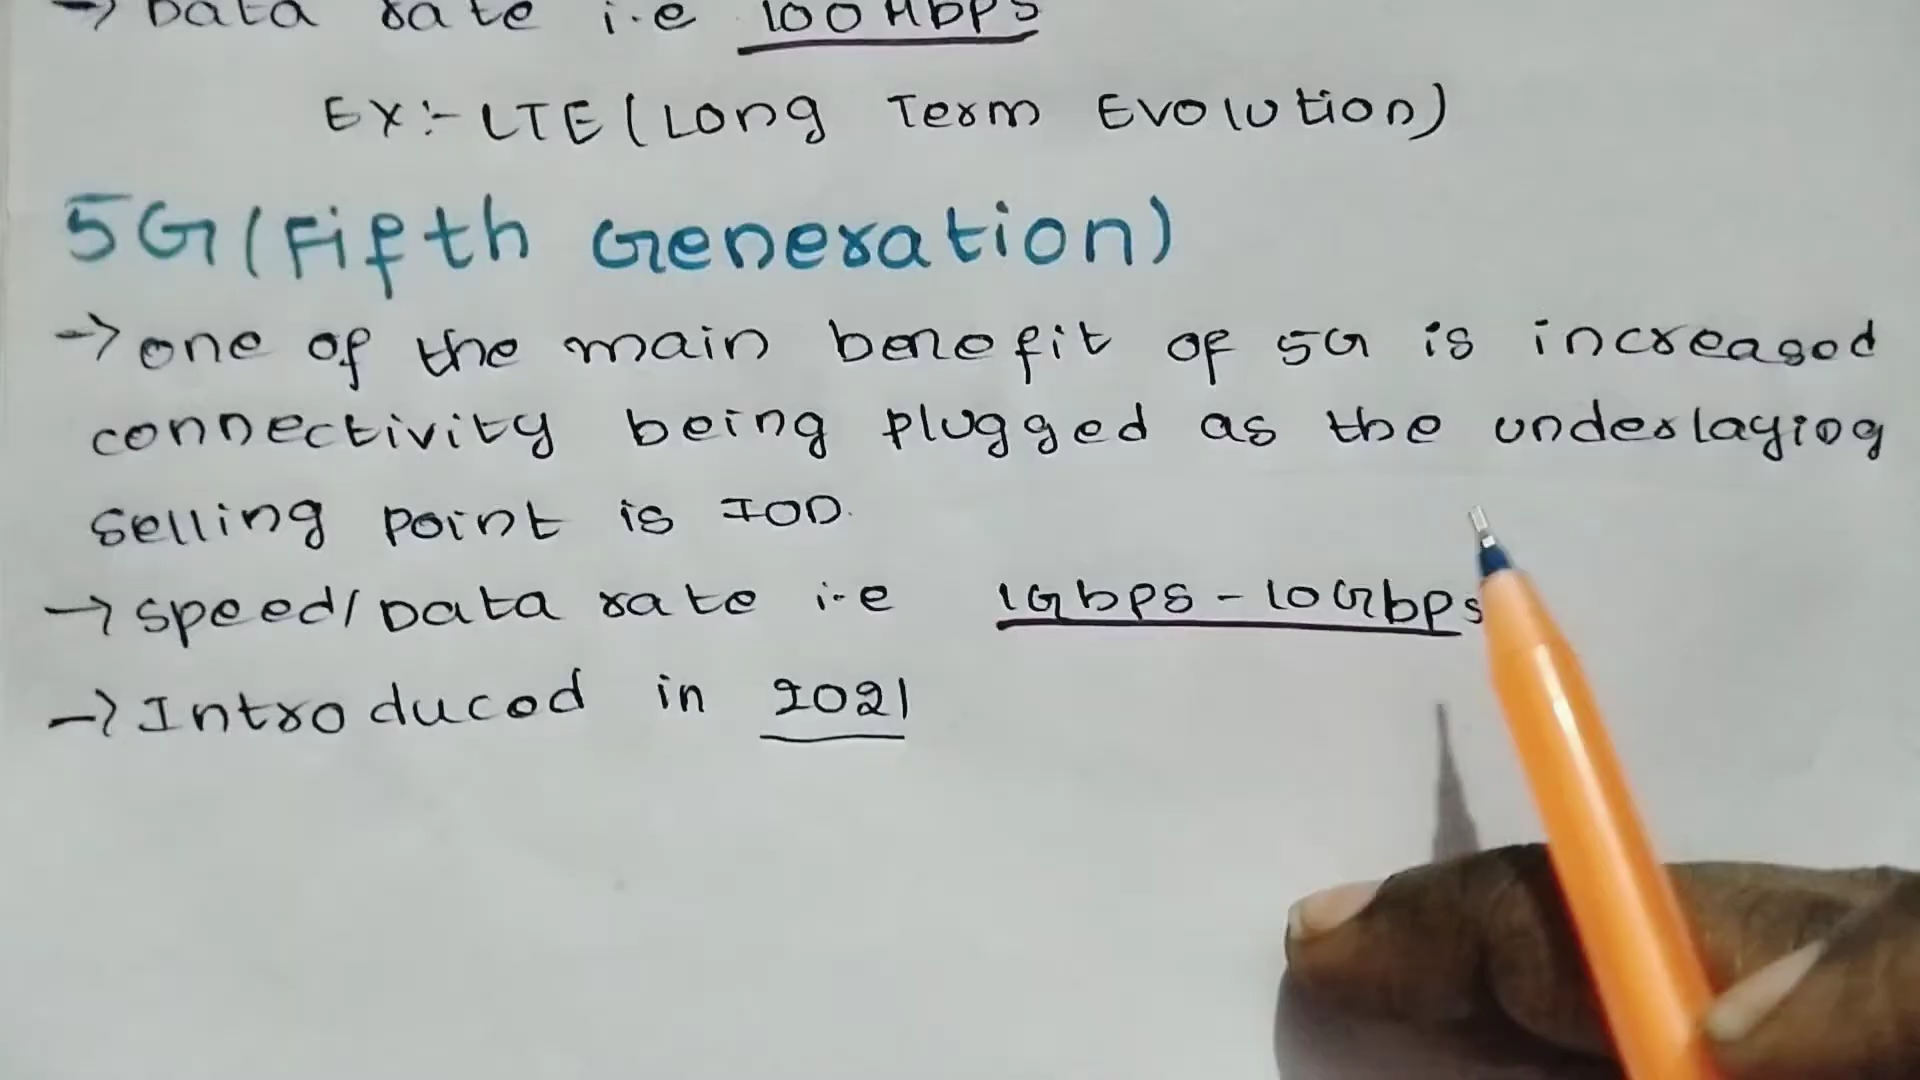 → Data rate i.e 100 Mbps
EX:- LTE (Long Term Evolution)
5G (Fifth Generation)
→ one of the main benefit of 5G is increased
connectivity being plugged as the underlaying
selling point is IOD.
→ speed/Data rate i-e 1Gbps - 10Gbps
→ Introduced in 2021